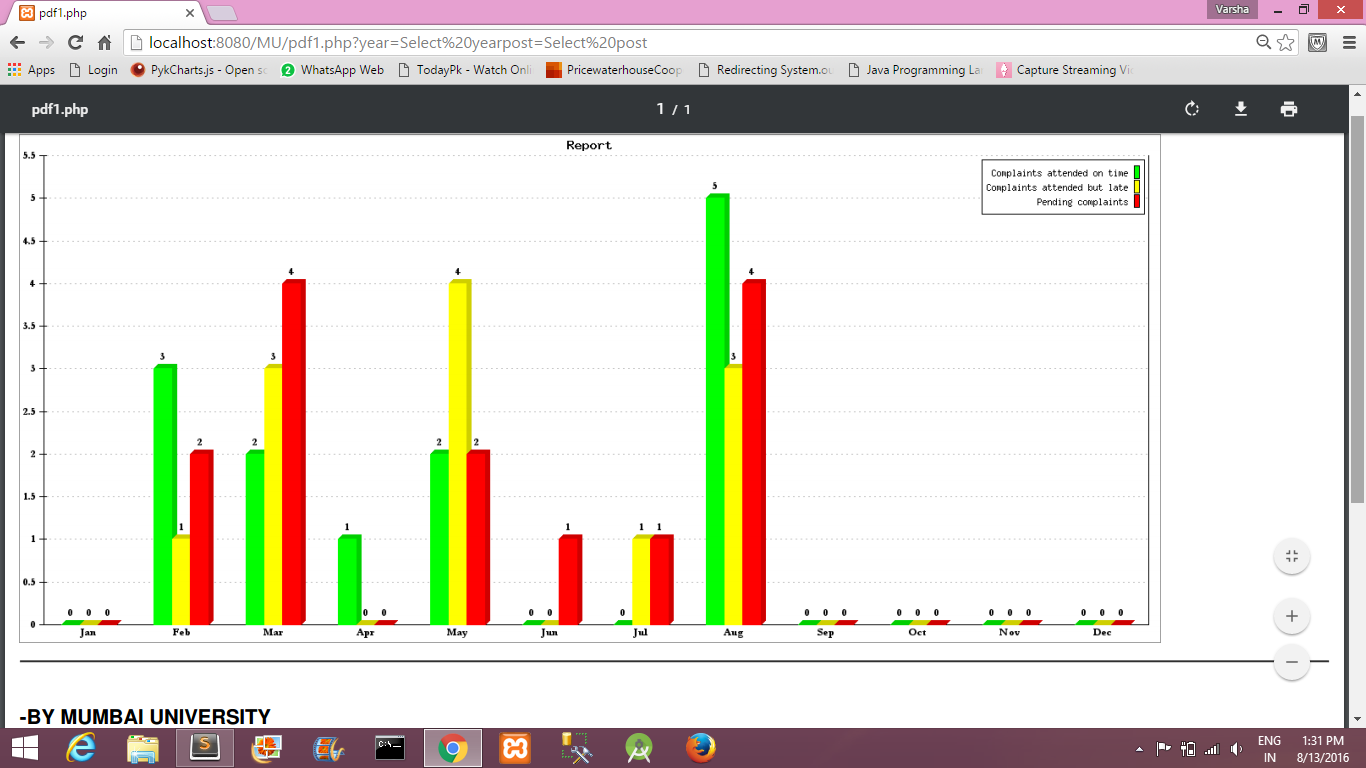 pdf1.php
Varsha
localhost:8080/MU/pdf1.php?year=Select%20yearpost=Select%20post
Apps Login PykCharts.js - Open sc WhatsApp Web TodayPk - Watch Onli PricewaterhouseCoop Redirecting System.ou Java Programming La Capture Streaming Vi
pdf1.php 1 / 1
Report
Complaints attended on time
Complaints attended but late
Pending complaints
5.5
5
4.5
4
3.5
3
2.5
2
1.5
1
0.5
0
0 0 0
3 1 2
2 3 4
1 0 0
2 4 2
0 0 1
0 1 1
5 3 4
0 0 0
0 0 0
0 0 0
0 0 0
Jan Feb Mar Apr May Jun Jul Aug Sep Oct Nov Dec
-BY MUMBAI UNIVERSITY
ENG 1:31 PM
IN 8/13/2016